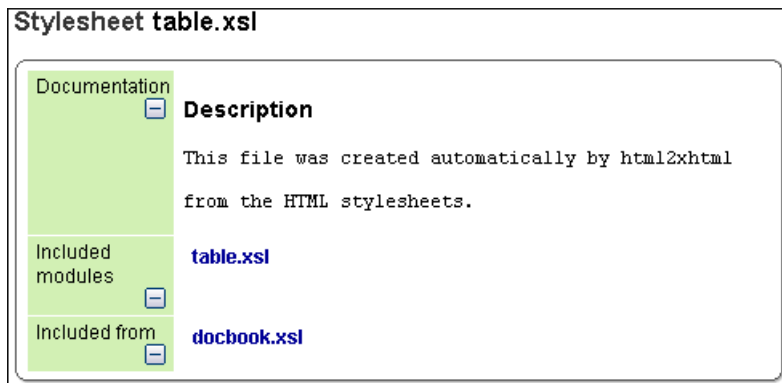 Stylesheet table.xsl
Documentation
Description
This file was created automatically by html2xhtml
from the HTML stylesheets.
Included
modules
table.xsl
Included from
docbook.xsl